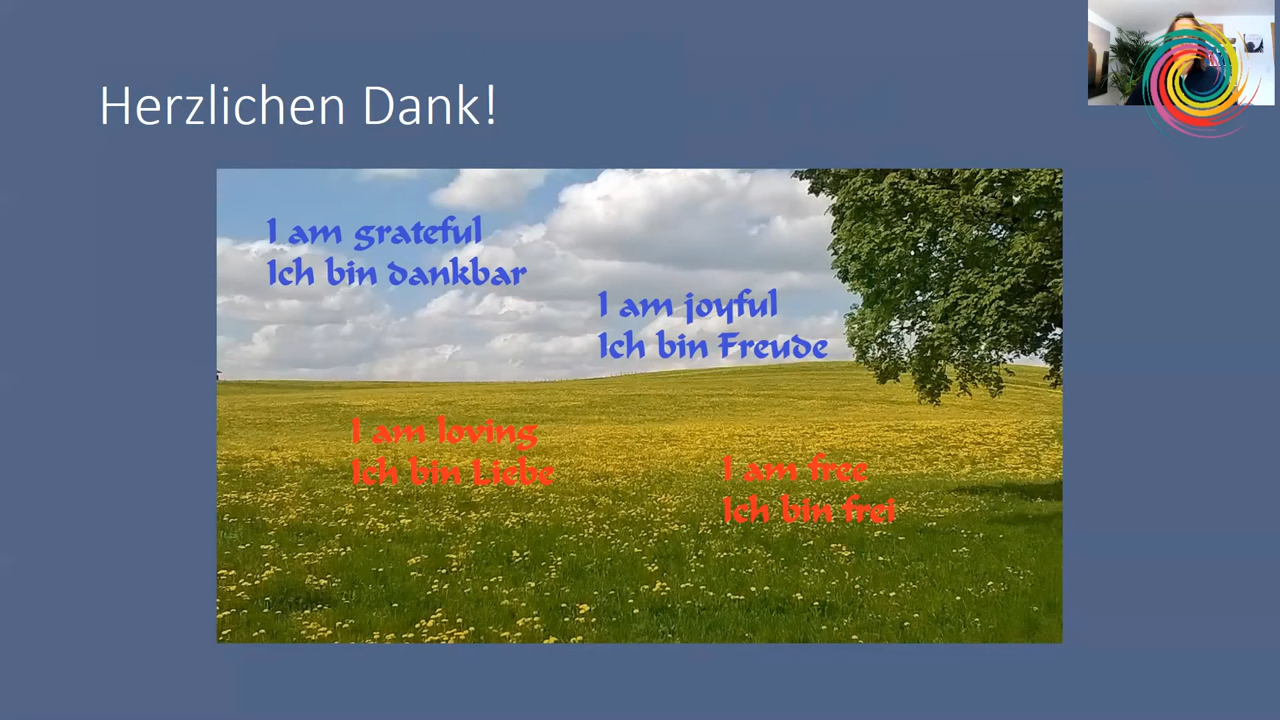 Herzlichen Dank!
I am grateful
Ich bin dankbar
I am joyful
Ich bin Freude
I am loving
Ich bin Liebe
I am free
Ich bin frei